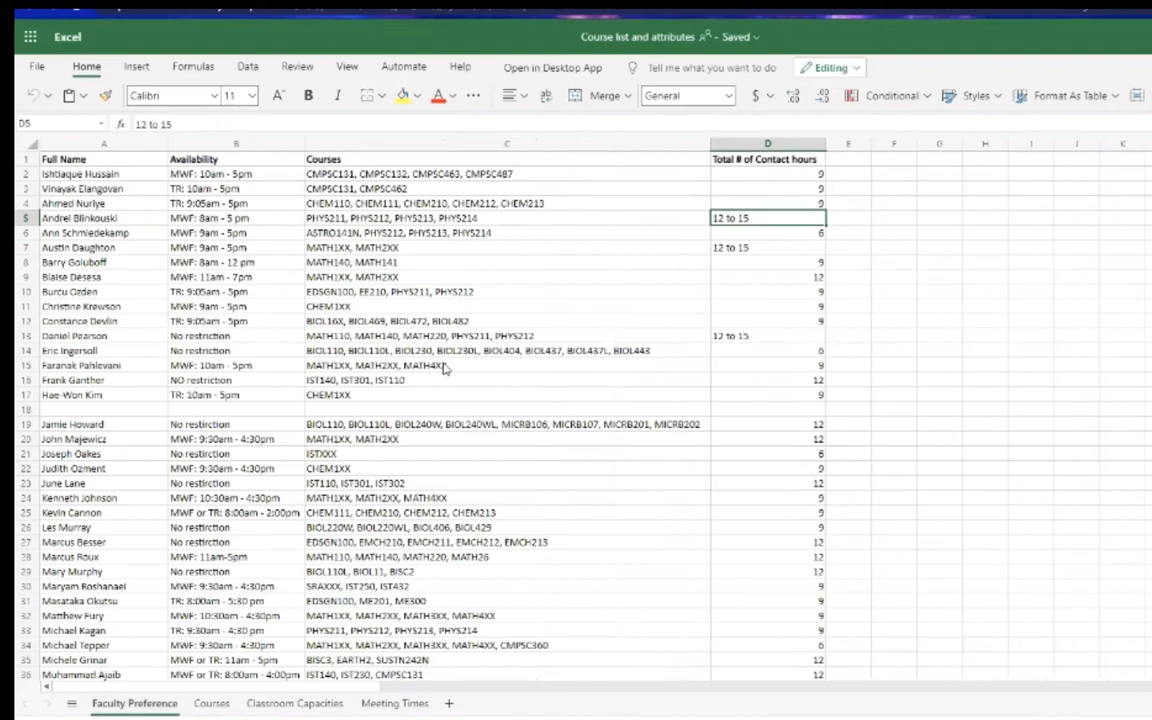 Excel Course list and attributes - Saved
File Home Insert Formulas Data Review View Automate Help Open in Desktop App Tell me what you want to do Editing
Calibri 11 A B I A ... ab Merge General $ Conditional Styles Format As Table
D5 fx 12 to 15
A B C D E F G H I J K
1 Full Name Availability Courses Total # of Contact hours
2 Ishtiaque Hussain MWF: 10am - 5pm CMPSC131, CMPSC132, CMPSC463, CMPSC487 9
3 Vinayak Elangovan TR: 10am - 5pm CMPSC131, CMPSC462 9
4 Ahmed Nuriye TR: 9:05am - 5pm CHEM110, CHEM111, CHEM210, CHEM212, CHEM213 9
5 Andrei Blinkouski MWF: 8am - 5 pm PHYS211, PHYS212, PHYS213, PHYS214 12 to 15
6 Ann Schmiedekamp MWF: 9am - 5pm ASTRO141N, PHYS212, PHYS213, PHYS214 6
7 Austin Daughton MWF: 9am - 5pm MATH1XX, MATH2XX 12 to 15
8 Barry Goluboff MWF: 8am - 12 pm MATH140, MATH141 9
9 Blaise Desesa MWF: 11am - 7pm MATH1XX, MATH2XX 12
10 Burcu Ozden TR: 9:05am - 5pm EDSGN100, EE210, PHYS211, PHYS212 9
11 Christine Krewson MWF: 9am - 5pm CHEM1XX 9
12 Constance Devlin TR: 9:05am - 5pm BIOL16X, BIOL469, BIOL472, BIOL482 9
13 Daniel Pearson No restriction MATH110, MATH140, MATH220, PHYS211, PHYS212 12 to 15
14 Eric Ingersoll No restriction BIOL110, BIOL110L, BIOL230, BIOL230L, BIOL404, BIOL437, BIOL437L, BIOL443 6
15 Faranak Pahlevani MWF: 10am - 5pm MATH1XX, MATH2XX, MATH4XX 9
16 Frank Ganther NO restriction IST140, IST301, IST110 12
17 Hae-Won Kim TR: 10am - 5pm CHEM1XX 9
18
19 Jamie Howard No restirction BIOL110, BIOL110L, BIOL240W, BIOL240WL, MICRB106, MICRB107, MICRB201, MICRB202 12
20 John Majewicz MWF: 9:30am - 4:30pm MATH1XX, MATH2XX 12
21 Joseph Oakes No restirction ISTXXX 6
22 Judith Ozment MWF: 9:30am - 4:30pm CHEM1XX 9
23 June Lane No restirction IST110, IST301, IST302 12
24 Kenneth Johnson MWF: 10:30am - 4:30pm MATH1XX, MATH2XX, MATH4XX 9
25 Kevin Cannon MWF or TR: 8:00am - 2:00pm CHEM111, CHEM210, CHEM212, CHEM213 9
26 Les Murray No restirction BIOL220W, BIOL220WL, BIOL406, BIOL429 9
27 Marcus Besser No restirction EDSGN100, EMCH210, EMCH211, EMCH212, EMCH213 12
28 Marcus Roux MWF: 11am-5pm MATH110, MATH140, MATH220, MATH26 12
29 Mary Murphy No restirction BIOL110L, BIOL11, BISC2 12
30 Maryam Roshanaei MWF: 9:30am - 4:30pm SRAXXX, IST250, IST432 9
31 Masataka Okutsu TR: 8:00am - 5:30 pm EDSGN100, ME201, ME300 9
32 Matthew Fury MWF: 10:30am - 4:30pm MATH1XX, MATH2XX, MATH3XX, MATH4XX 9
33 Michael Kagan TR: 9:30am - 4:30 pm PHYS211, PHYS212, PHYS213, PHYS214 9
34 Michael Tepper MWF: 9:30am - 4:30pm MATH1XX, MATH2XX, MATH3XX, MATH4XX, CMPSC360 6
35 Michele Grinar MWF or TR: 11am - 5pm BISC3, EARTH2, SUSTN242N 12
36 Muhammad Ajaib MWF or TR: 8:00am - 4:00pm IST140, IST230, CMPSC131 12
Faculty Preference Courses Classroom Capacities Meeting Times +